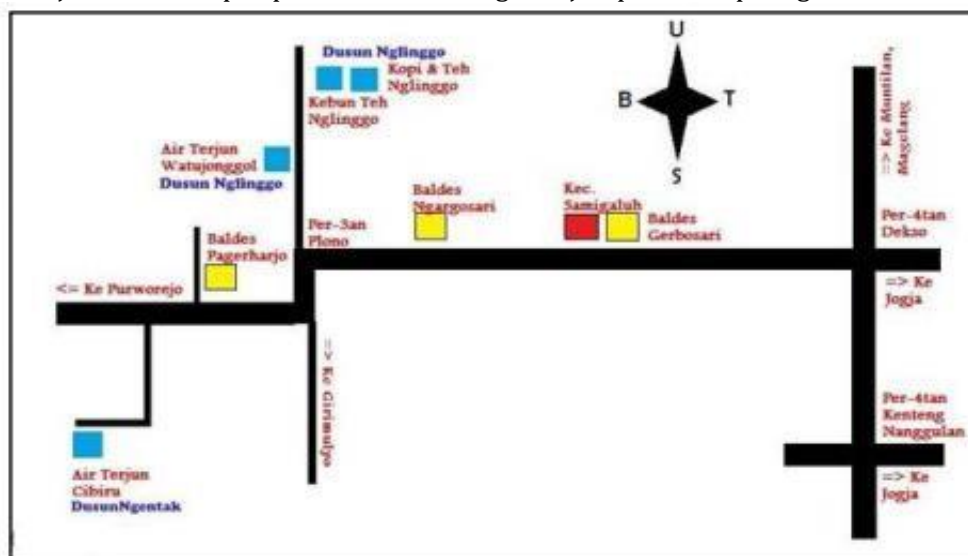 Dusun Nglinggo
Kopi & Teh
Nglinggo
Kebun Teh
Nglinggo
U
B
T
S
=> Ke Muntilan,
Magelang
Air Terjun
Watujonggol
Dusun Nglinggo
Baldes
Ngargosari
Kec.
Samigaluh
Baldes
Gerbosari
Per-3an
Plono
Per-4tan
Dekso
Baldes
Pagerharjo
<= Ke Purworejo
=> Ke
Jogja
=> Ke Girimulyo
Per-4tan
Kenteng
Nanggulan
Air Terjun
Cibiru
DusunNgentak
=> Ke
Jogja